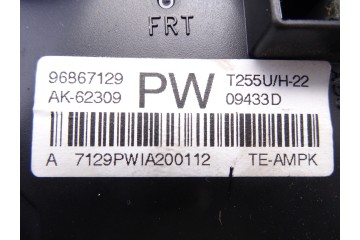 FRT
96867129 PW T255U/H-22
AK-62309 09433D
A 7129PWIA200112 TE-AMPK